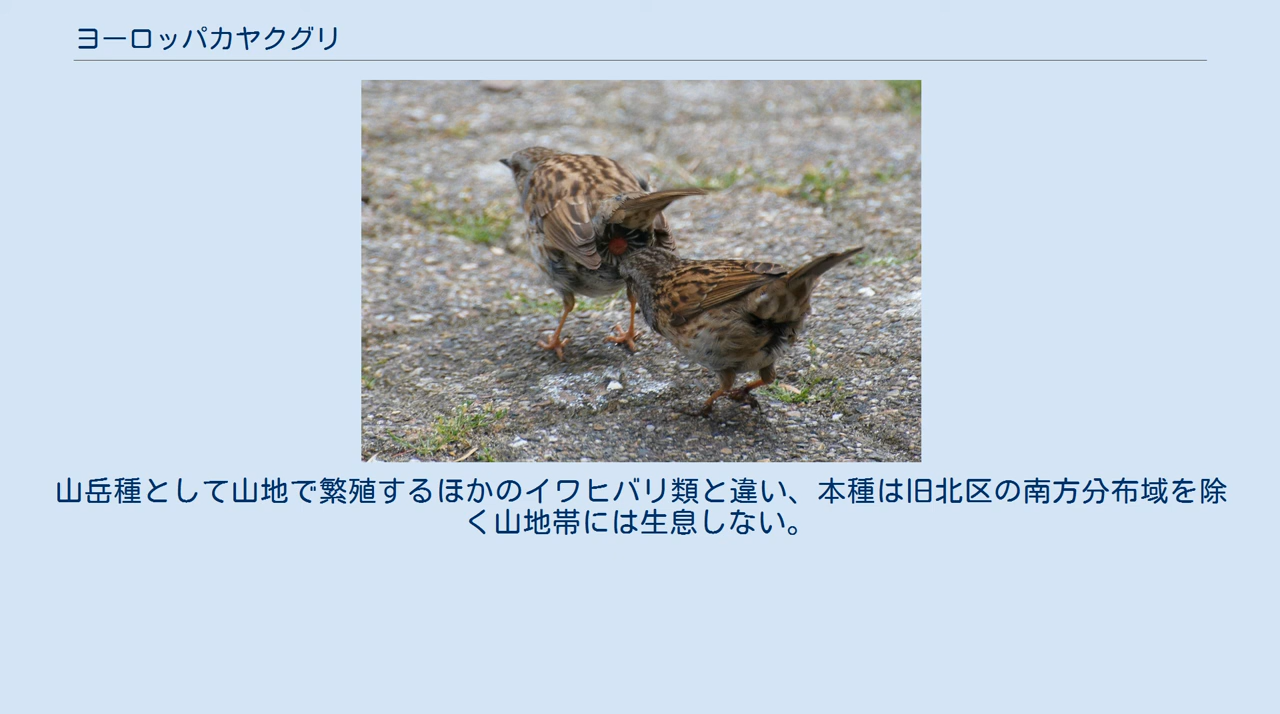 ヨーロッパカヤクグリ
山岳種として山地で繁殖するほかのイワヒバリ類と違い、本種は旧北区の南方分布域を除
く山地帯には生息しない。